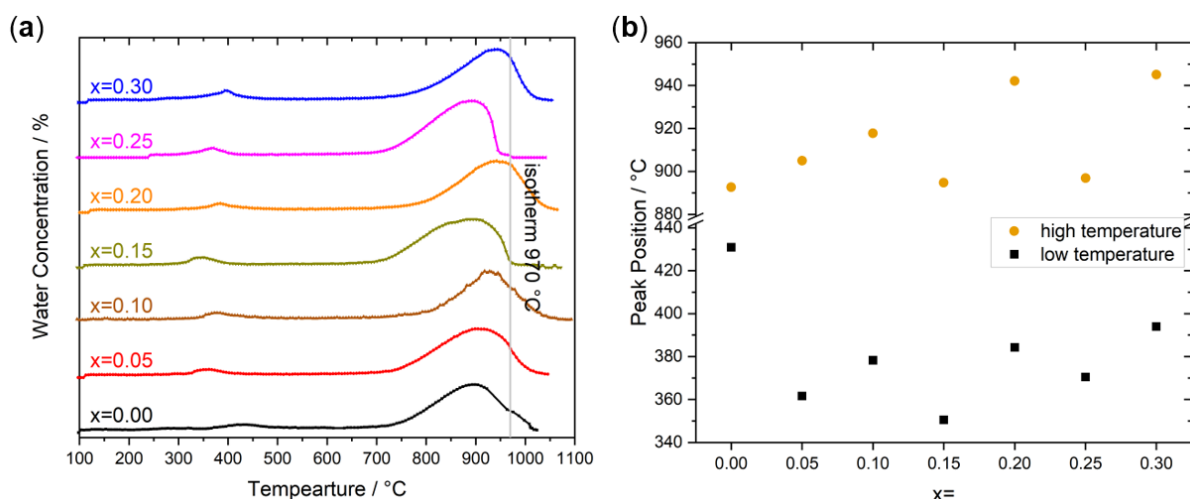 (a)
Water Concentration / %
x=0.30
x=0.25
x=0.20
x=0.15
x=0.10
x=0.05
x=0.00
isotherm 970 °C
100 200 300 400 500 600 700 800 900 1000 1100
Tempearture / °C
(b)
Peak Position / °C
960
940
920
900
880
440
420
400
380
360
340
high temperature
low temperature
0.00 0.05 0.10 0.15 0.20 0.25 0.30
x=